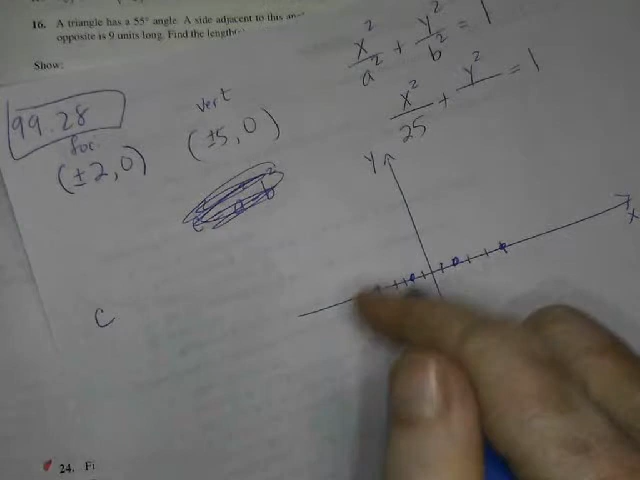 16. A triangle has a 55° angle. A side adjacent to this
opposite is 9 units long. Find the length
Show:
99.28
foc
(±2, 0)
vert
(±5, 0)
x²/a² + y²/b² = 1
x²/25 + y²/ = 1
y
x
C
24. Fi